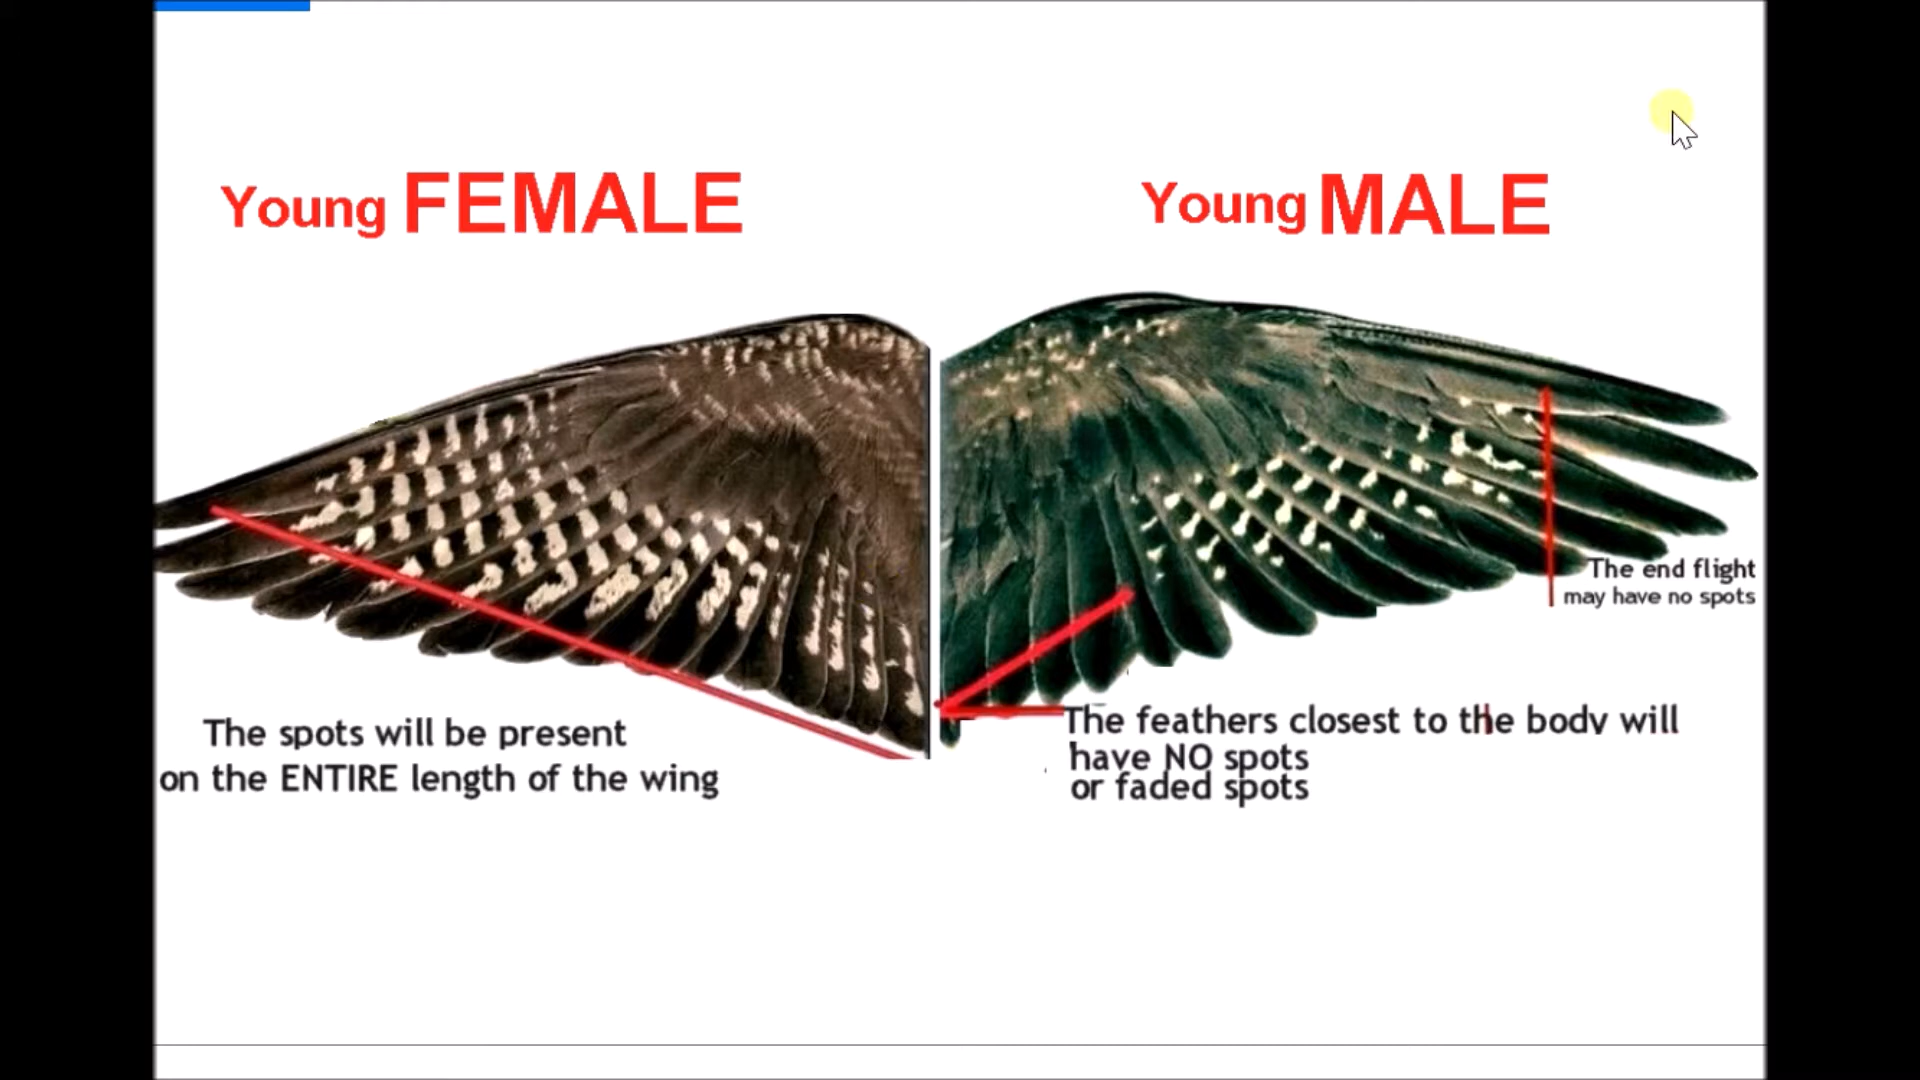 Young FEMALE
Young MALE
The end flight
may have no spots
The spots will be present
on the ENTIRE length of the wing
The feathers closest to the body will
have NO spots
or faded spots